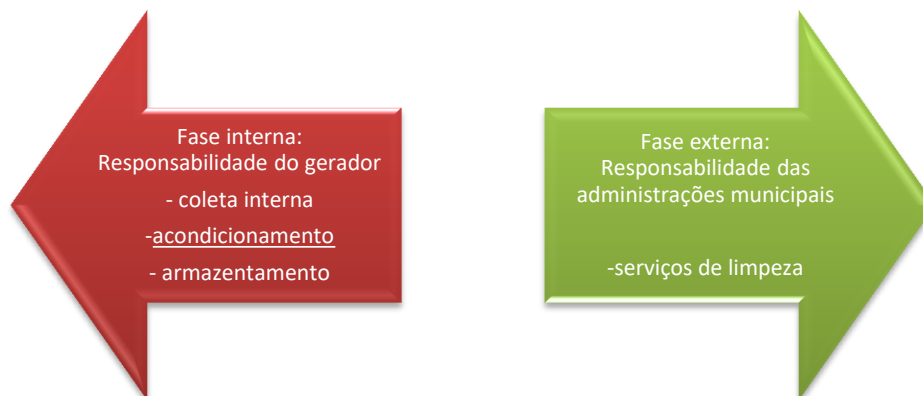 Fase interna:
Responsabilidade do gerador
- coleta interna
-acondicionamento
- armazentamento
Fase externa:
Responsabilidade das
administrações municipais
-serviços de limpeza